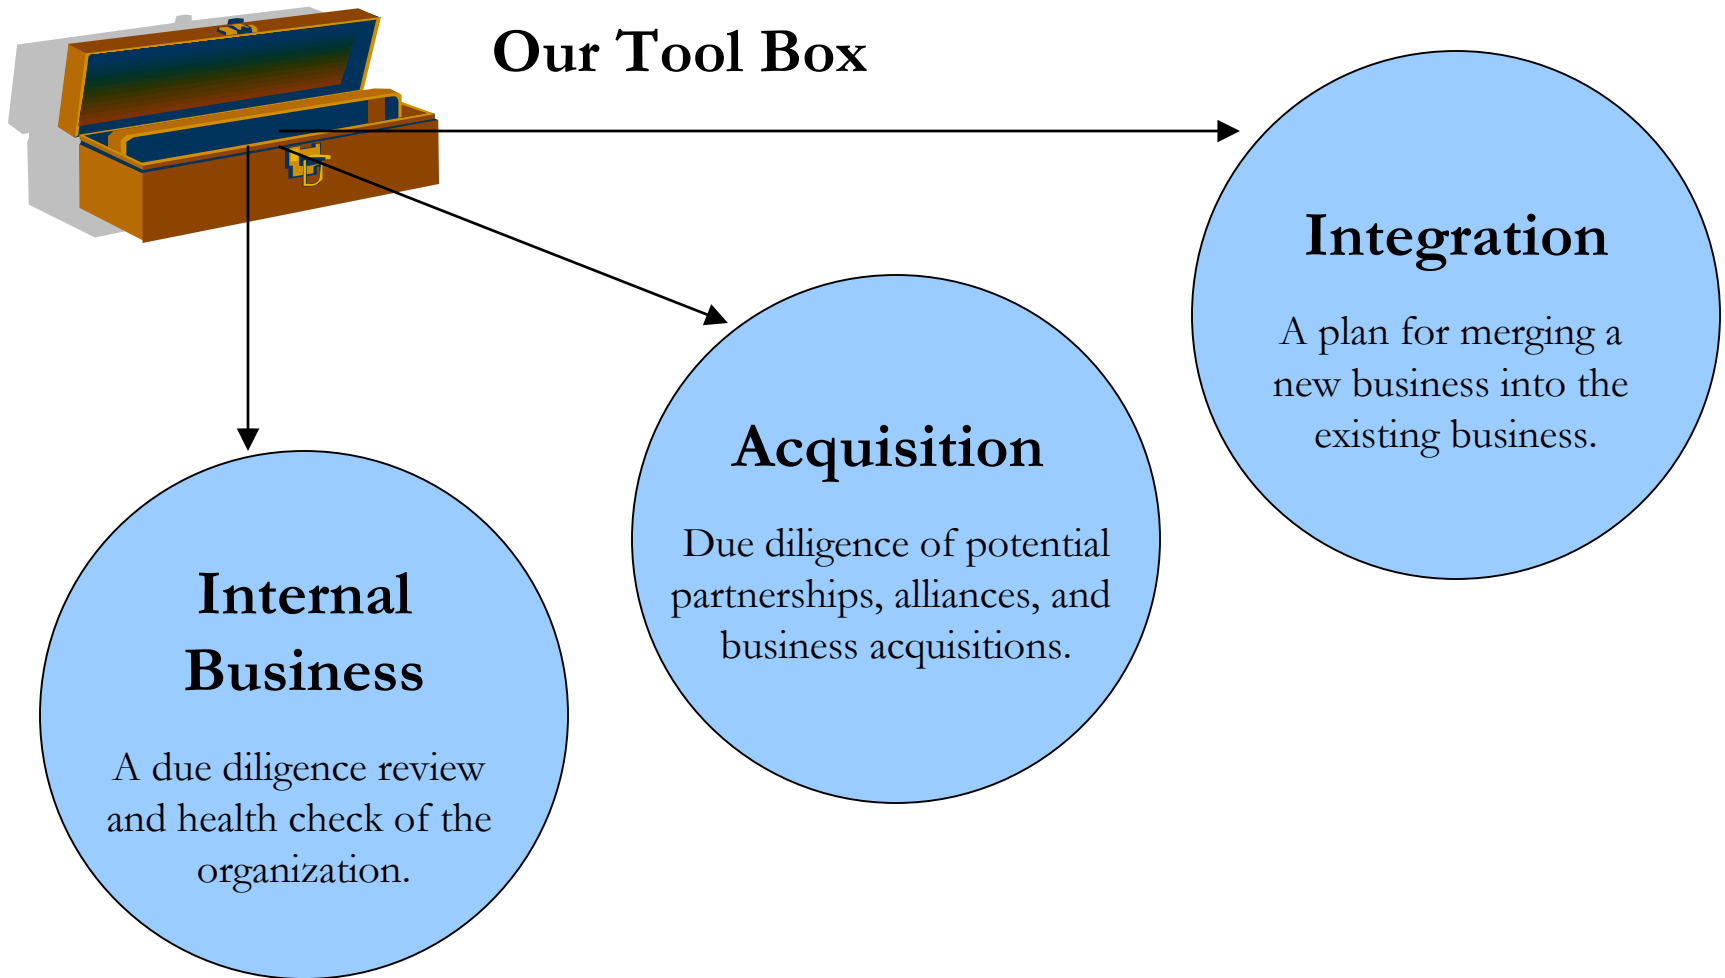 Our Tool Box
Integration
A plan for merging a
new business into the
existing business.
Acquisition
Due diligence of potential
partnerships, alliances, and
business acquisitions.
Internal
Business
A due diligence review
and health check of the
organization.